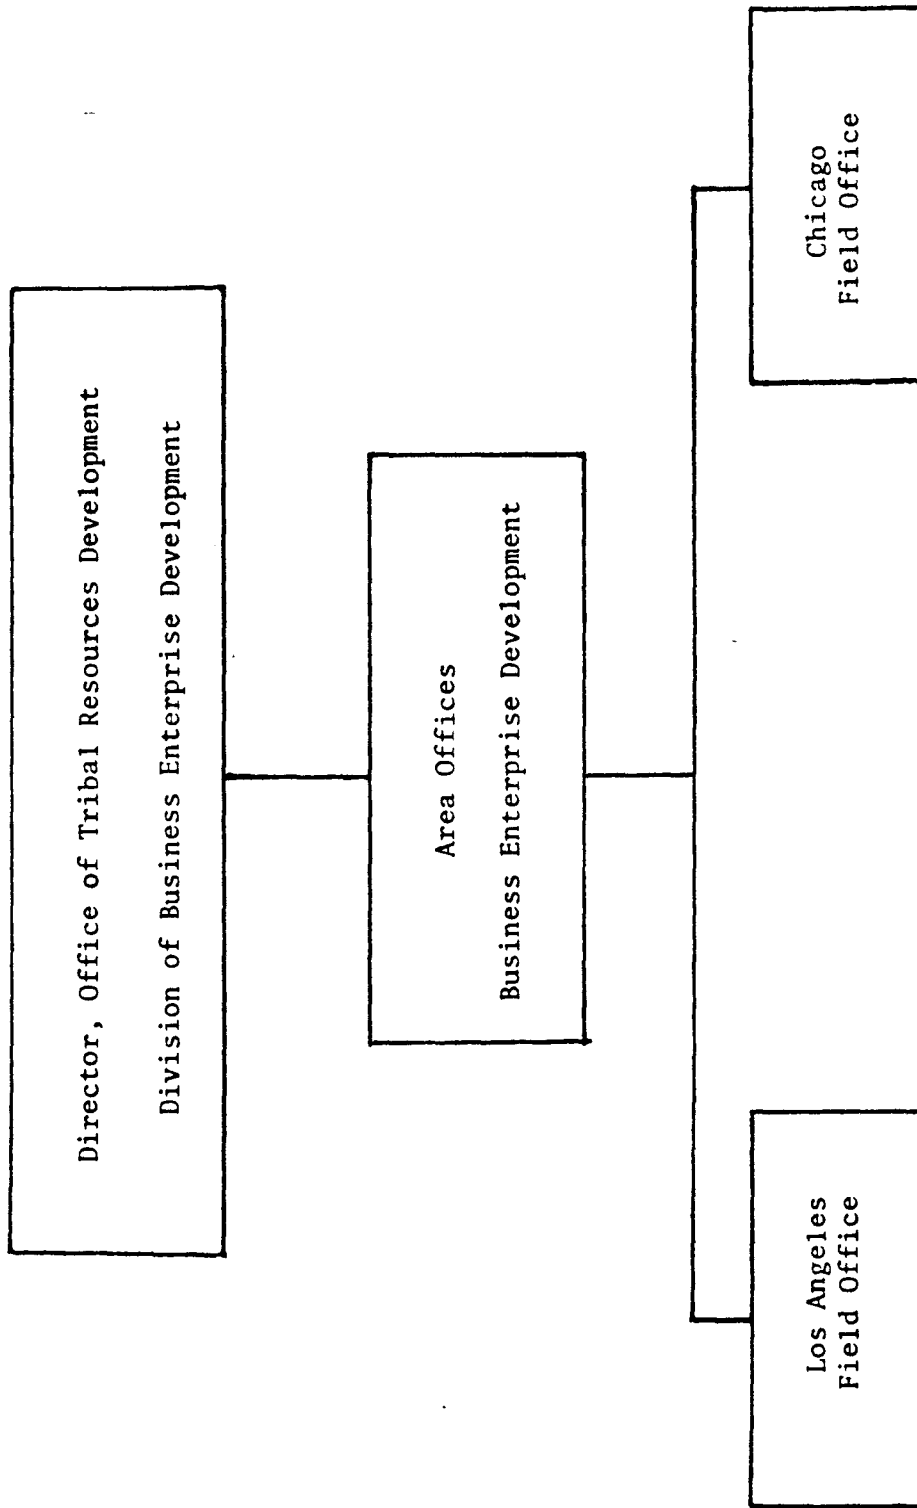 Director, Office of Tribal Resources Development
Division of Business Enterprise Development
Area Offices
Business Enterprise Development
Los Angeles
Field Office
Chicago
Field Office